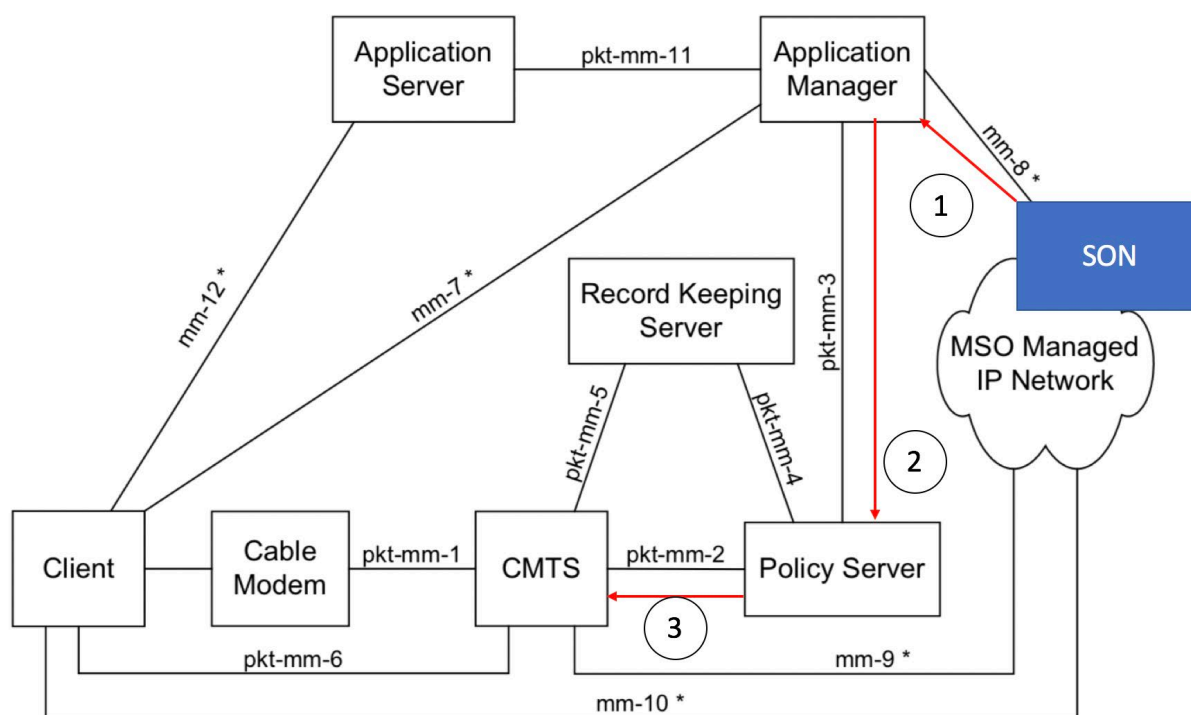 Application
Server
pkt-mm-11
Application
Manager
mm-8 *
1
SON
mm-12 *
mm-7 *
Record Keeping
Server
pkt-mm-3
MSO Managed
IP Network
pkt-mm-5
pkt-mm-4
2
Client
Cable
Modem
pkt-mm-1
CMTS
pkt-mm-2
Policy Server
3
pkt-mm-6
mm-9 *
mm-10 *